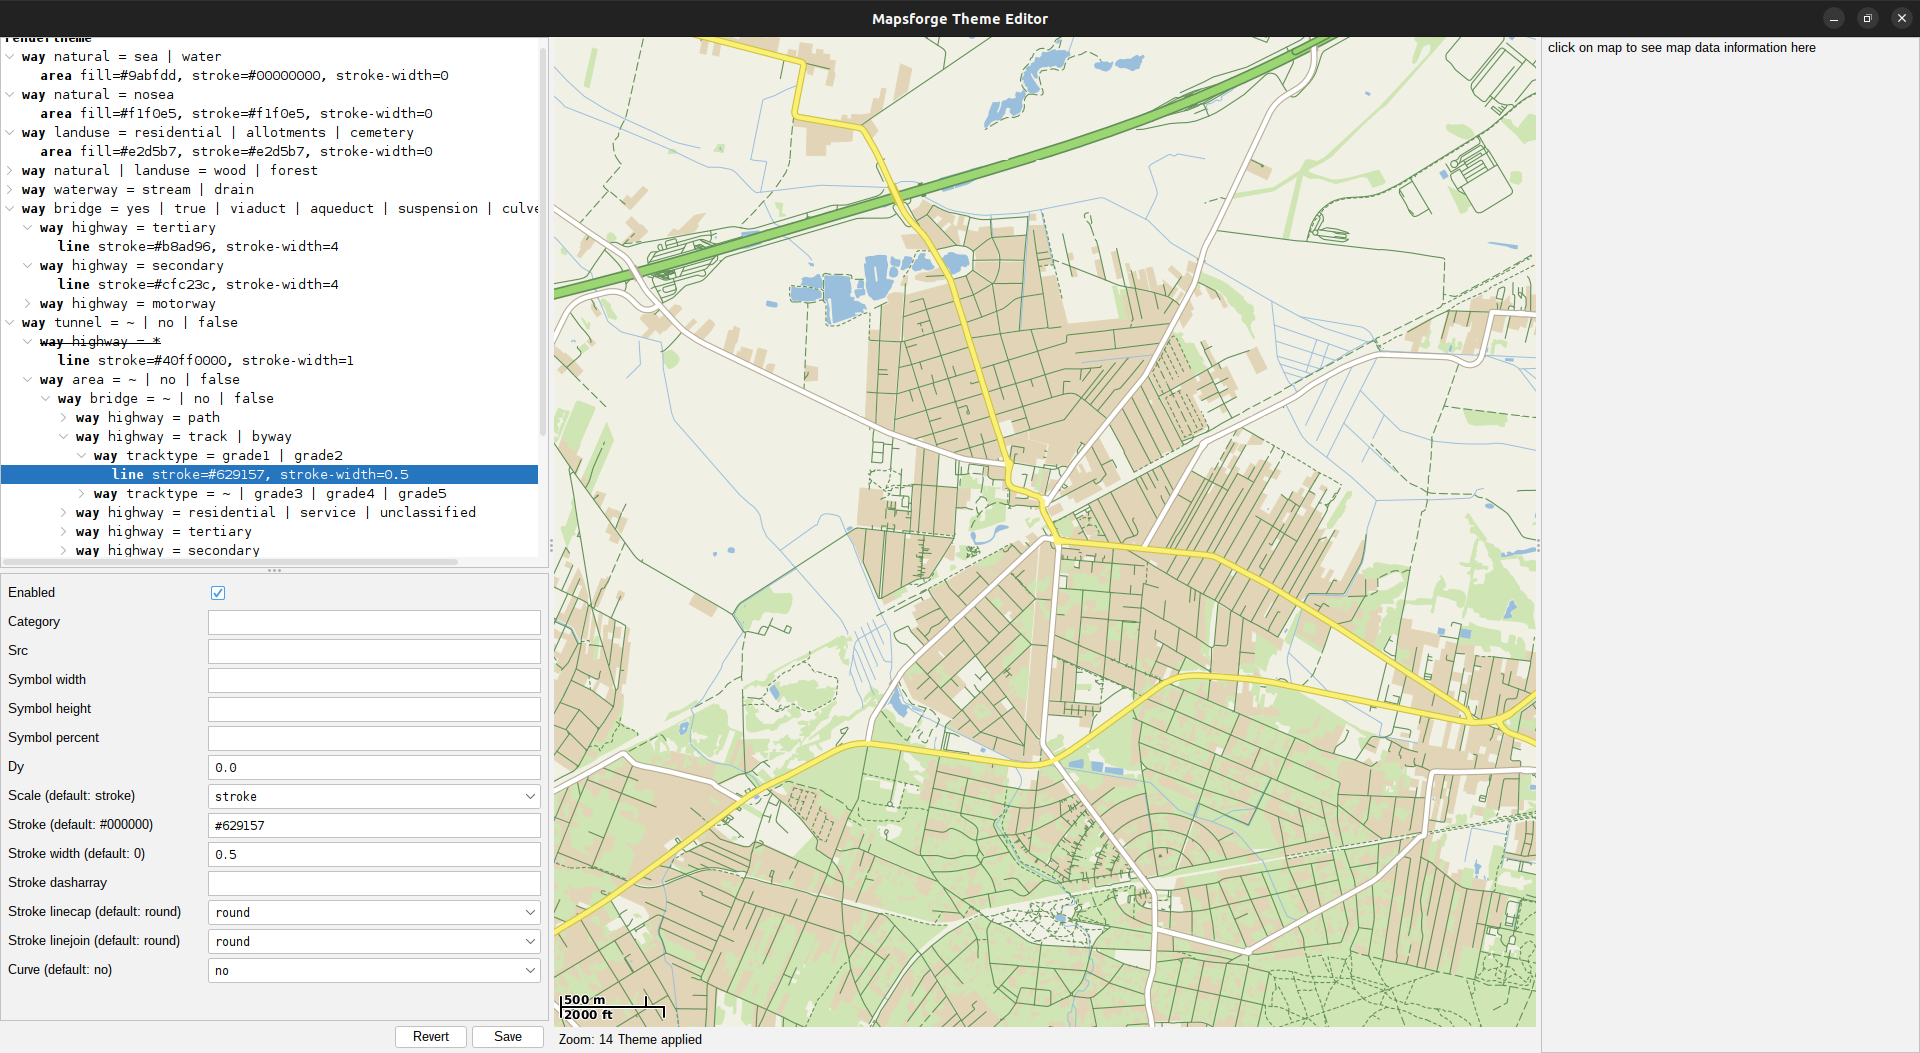 Mapsforge Theme Editor
rendertheme
way natural = sea | water
area fill=#9abfdd, stroke=#00000000, stroke-width=0
way natural = nosea
area fill=#f1f0e5, stroke=#f1f0e5, stroke-width=0
way landuse = residential | allotments | cemetery
area fill=#e2d5b7, stroke=#e2d5b7, stroke-width=0
way natural | landuse = wood | forest
way waterway = stream | drain
way bridge = yes | true | viaduct | aqueduct | suspension | culve
way highway = tertiary
line stroke=#b8ad96, stroke-width=4
way highway = secondary
line stroke=#cfc23c, stroke-width=4
way highway = motorway
way tunnel = ~ | no | false
way highway = *
line stroke=#40ff0000, stroke-width=1
way area = ~ | no | false
way bridge = ~ | no | false
way highway = path
way highway = track | byway
way tracktype = grade1 | grade2
line stroke=#629157, stroke-width=0.5
way tracktype = ~ | grade3 | grade4 | grade5
way highway = residential | service | unclassified
way highway = tertiary
way highway = secondary
Enabled
Category
Src
Symbol width
Symbol height
Symbol percent
Dy 0.0
Scale (default: stroke) stroke
Stroke (default: #000000) #629157
Stroke width (default: 0) 0.5
Stroke dasharray
Stroke linecap (default: round) round
Stroke linejoin (default: round) round
Curve (default: no) no
Revert Save
500 m
2000 ft
Zoom: 14 Theme applied
click on map to see map data information here